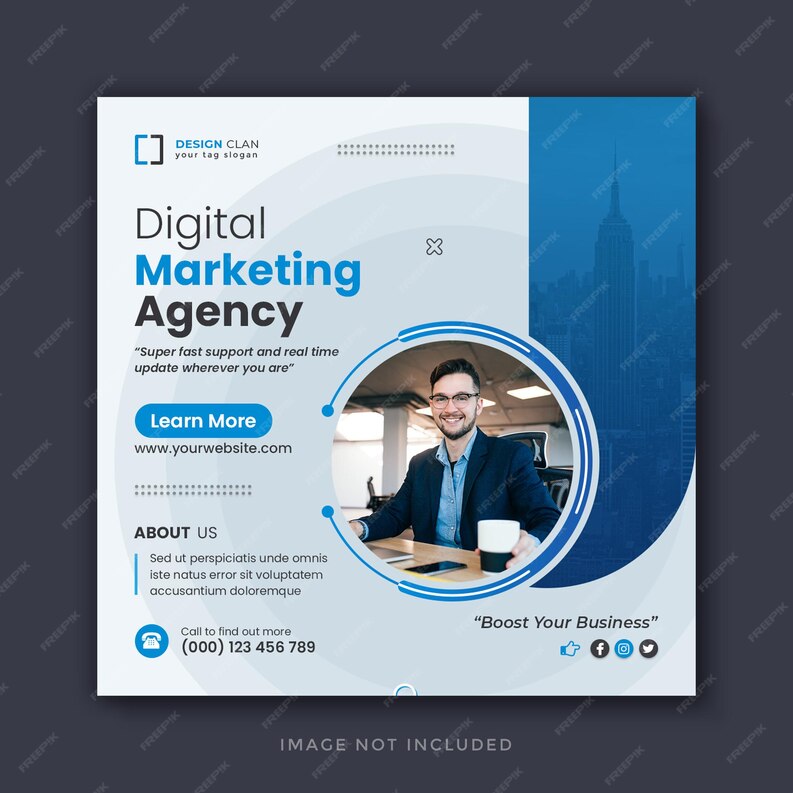 DESIGN CLAN
your tag slogan
Digital
Marketing
Agency
“Super fast support and real time
update wherever you are”
Learn More
www.yourwebsite.com
ABOUT US
Sed ut perspiciatis unde omnis
iste natus error sit voluptatem
accusantium doloremque
Call to find out more
(000) 123 456 789
“Boost Your Business”
IMAGE NOT INCLUDED
FREEPIK